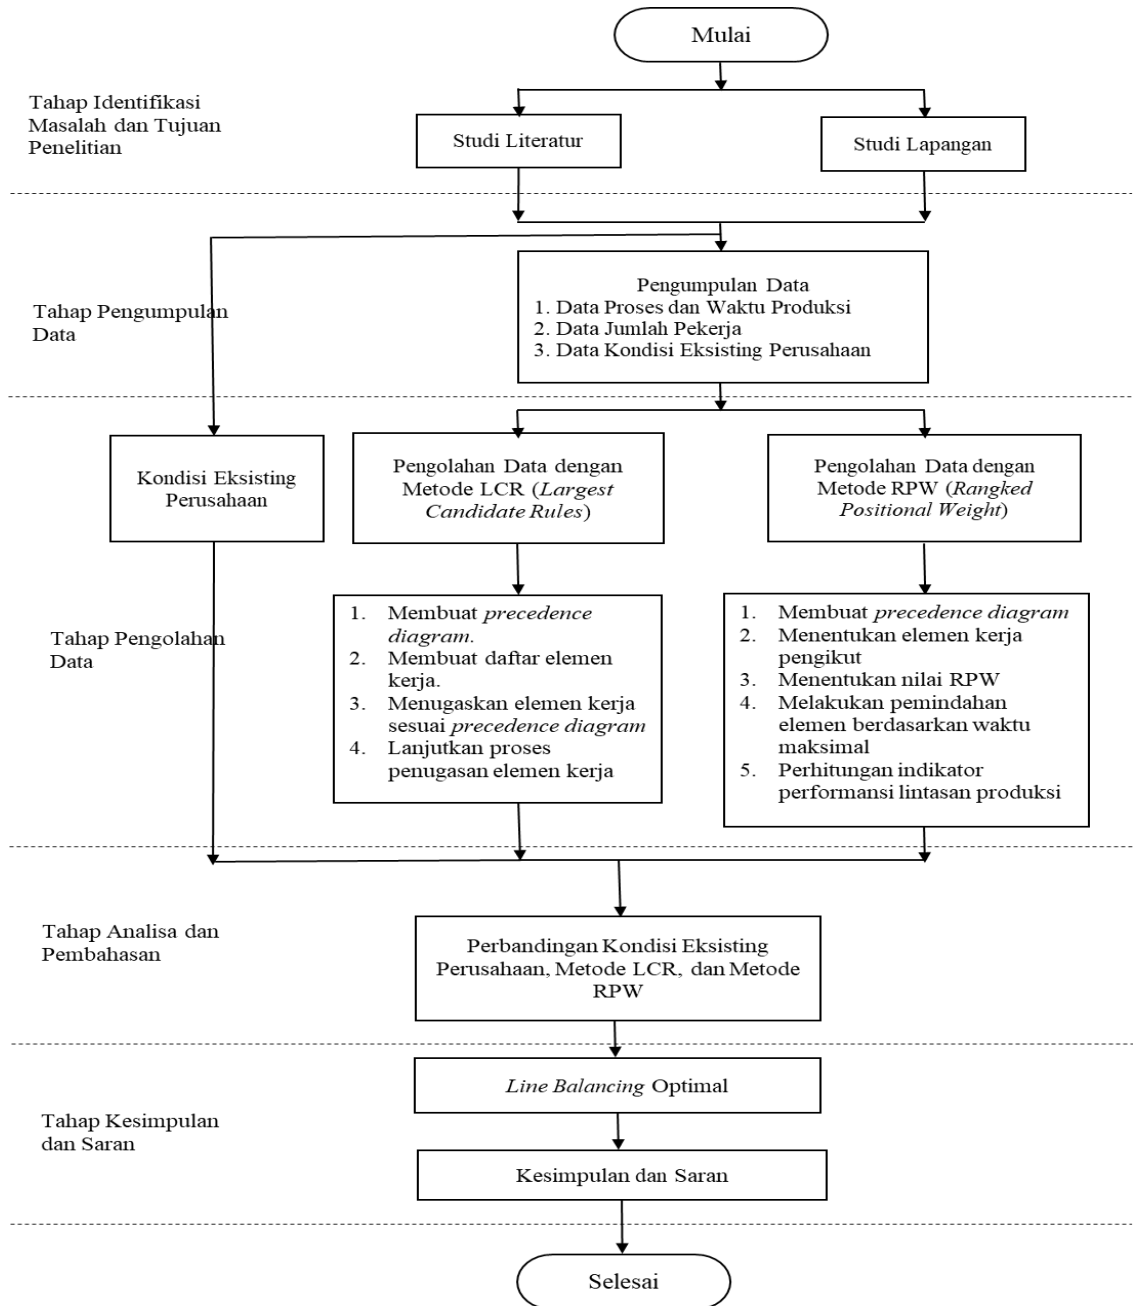 Mulai
Tahap Identifikasi
Masalah dan Tujuan
Penelitian
Studi Literatur
Studi Lapangan
Tahap Pengumpulan
Data
Pengumpulan Data
1. Data Proses dan Waktu Produksi
2. Data Jumlah Pekerja
3. Data Kondisi Eksisting Perusahaan
Kondisi Eksisting
Perusahaan
Pengolahan Data dengan
Metode LCR (Largest
Candidate Rules)
Pengolahan Data dengan
Metode RPW (Rangked
Positional Weight)
Tahap Pengolahan
Data
1. Membuat precedence
diagram.
2. Membuat daftar elemen
kerja.
3. Menugaskan elemen kerja
sesuai precedence diagram
4. Lanjutkan proses
penugasan elemen kerja
1. Membuat precedence diagram
2. Menentukan elemen kerja
pengikut
3. Menentukan nilai RPW
4. Melakukan pemindahan
elemen berdasarkan waktu
maksimal
5. Perhitungan indikator
performansi lintasan produksi
Tahap Analisa dan
Pembahasan
Perbandingan Kondisi Eksisting
Perusahaan, Metode LCR, dan Metode
RPW
Tahap Kesimpulan
dan Saran
Line Balancing Optimal
Kesimpulan dan Saran
Selesai